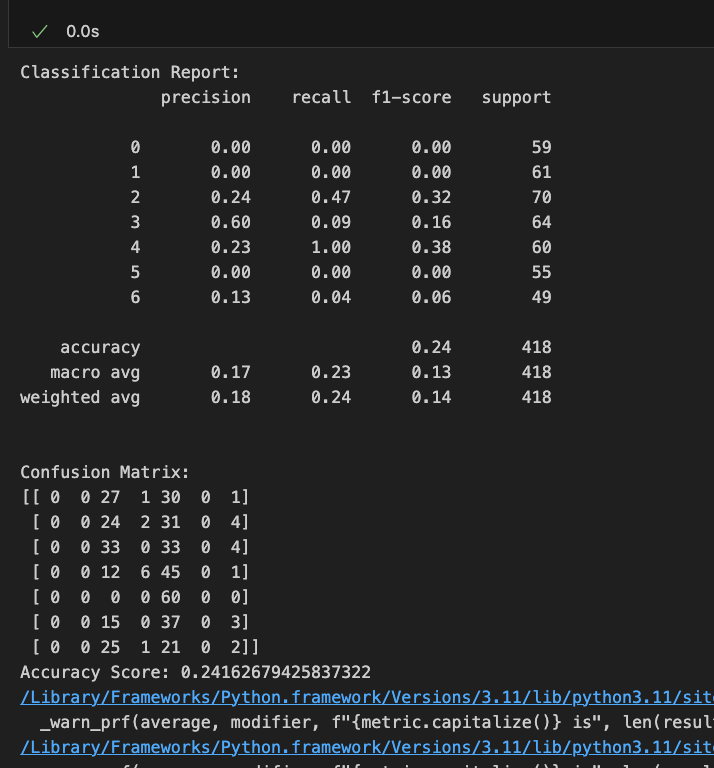 0.0s
Classification Report:
precision recall f1-score support
0 0.00 0.00 0.00 59
1 0.00 0.00 0.00 61
2 0.24 0.47 0.32 70
3 0.60 0.09 0.16 64
4 0.23 1.00 0.38 60
5 0.00 0.00 0.00 55
6 0.13 0.04 0.06 49
accuracy 0.24 418
macro avg 0.17 0.23 0.13 418
weighted avg 0.18 0.24 0.14 418
Confusion Matrix:
[[ 0 0 27 1 30 0 1]
[ 0 0 24 2 31 0 4]
[ 0 0 33 0 33 0 4]
[ 0 0 12 6 45 0 1]
[ 0 0 0 0 60 0 0]
[ 0 0 15 0 37 0 3]
[ 0 0 25 1 21 0 2]]
Accuracy Score: 0.24162679425837322
/Library/Frameworks/Python.framework/Versions/3.11/lib/python3.11/sit
_warn_prf(average, modifier, f"{metric.capitalize()} is", len(resul
/Library/Frameworks/Python.framework/Versions/3.11/lib/python3.11/sit